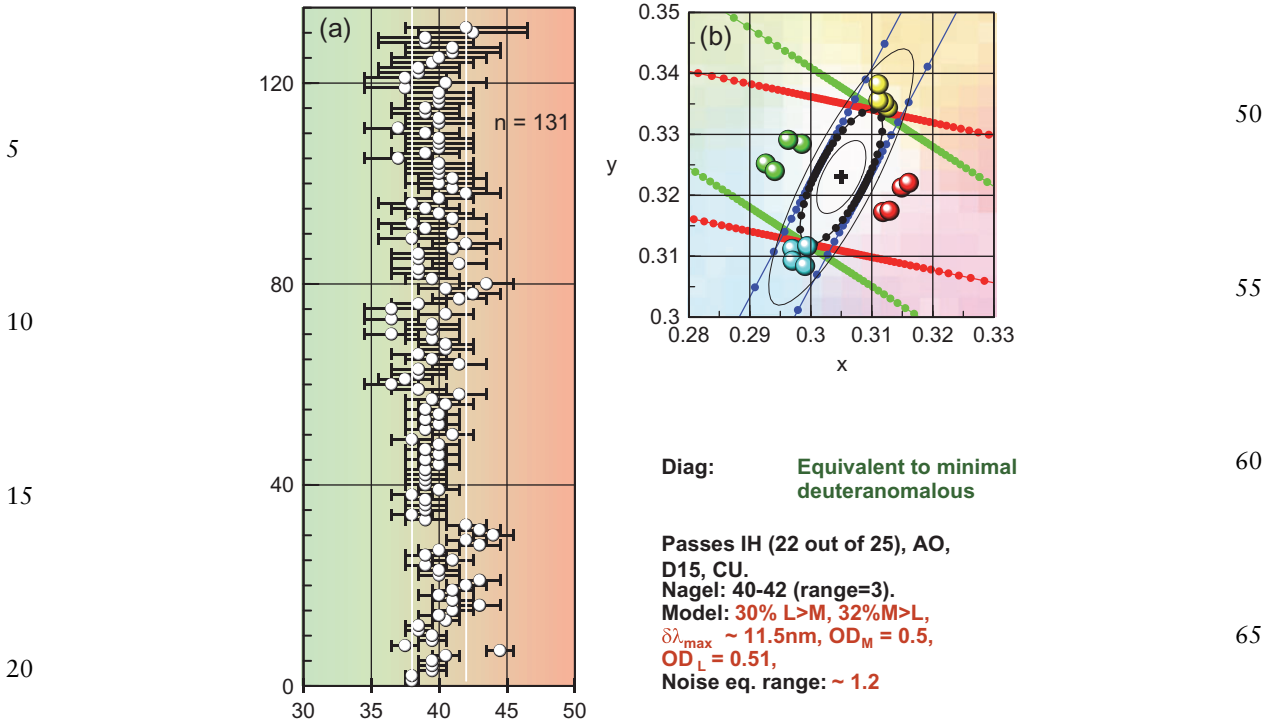 (a)
n = 131
120
80
40
0
30 35 40 45 50
(b)
0.35
0.34
0.33
0.32
0.31
0.3
y
0.28 0.29 0.3 0.31 0.32 0.33
x
Diag: Equivalent to minimal
deuteranomalous
Passes IH (22 out of 25), AO,
D15, CU.
Nagel: 40-42 (range=3).
Model: 30% L>M, 32%M>L,
δλmax ~ 11.5nm, ODM = 0.5,
ODL = 0.51,
Noise eq. range: ~ 1.2
5
10
15
20
50
55
60
65